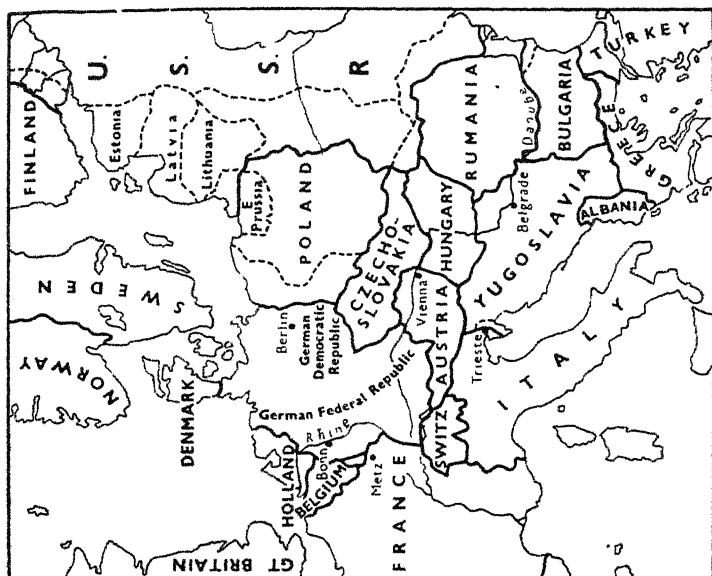 FINLAND
U. S. S. R
Estonia
Latvia
Lithuania
E
Prussia
SWEDEN
NORWAY
DENMARK
POLAND
Berlin
German
Democratic
Republic
German Federal Republic
HOLLAND
Rhine
Bonn
BELGIUM
Metz
GT BRITAIN
FRANCE
SWITZ
CZECHO-
SLOVAKIA
Vienna
AUSTRIA
HUNGARY
RUMANIA
Danube
BULGARIA
Belgrade
YUGOSLAVIA
Trieste
ITALY
ALBANIA
GREECE
TURKEY